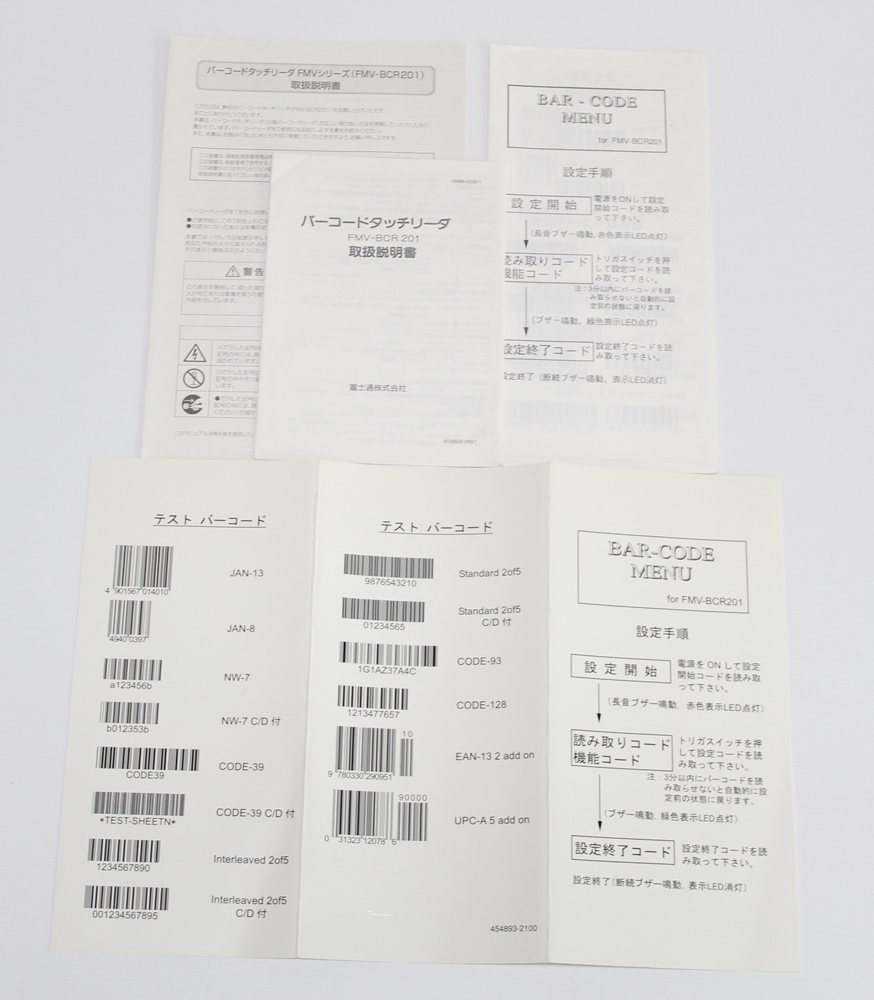 バーコードタッチリーダ FMVシリーズ(FMV-BCR201)
取扱説明書
警告
バーコードタッチリーダ
FMV-BCR 201
取扱説明書
富士通株式会社
BAR - CODE
MENU
for FMV-BCR201
設定手順
設定開始
電源をONして設定
開始コードを読み取
って下さい。
(長音ブザー鳴動,赤色表示LED点灯)
読み取りコード
機能コード
トリガスイッチを押
して設定コードを読
み取って下さい。
注:3分以内にバーコードを読
み取らせないと自動的に設
定前の状態に戻ります。
(ブザー鳴動、緑色表示LED点灯)
設定終了コード
設定終了コードを読
み取って下さい。
設定終了(断続ブザー鳴動、表示LED消灯)
テスト バーコード
4 901567 014010
JAN-13
4940 0397
JAN-8
a123456b
NW-7
b012353b
NW-7 C/D 付
CODE39
CODE-39
*TEST-SHEETN*
CODE-39 C/D 付
1234567890
Interleaved 2of5
001234567895
Interleaved 2of5
C/D 付
テスト バーコード
9876543210
Standard 2of5
01234565
Standard 2of5
C/D 付
1G1AZ37A4C
CODE-93
1213477657
CODE-128
10
9 780330 290951
EAN-13 2 add on
90000
0 31323 12078 6
UPC-A 5 add on
454893-2100
BAR-CODE
MENU
for FMV-BCR201
設定手順
設定開始
電源を ON して設定
開始コードを読み取
って下さい。
(長音ブザー鳴動、赤色表示LED点灯)
読み取りコード
機能コード
トリガスイッチを押
して設定コードを読
み取って下さい。
注:3分以内にバーコードを読
み取らせないと自動的に設
定前の状態に戻ります。
(ブザー鳴動、緑色表示LED点灯)
設定終了コード
設定終了コードを読
み取って下さい。
設定終了(断続ブザー鳴動、表示LED消灯)